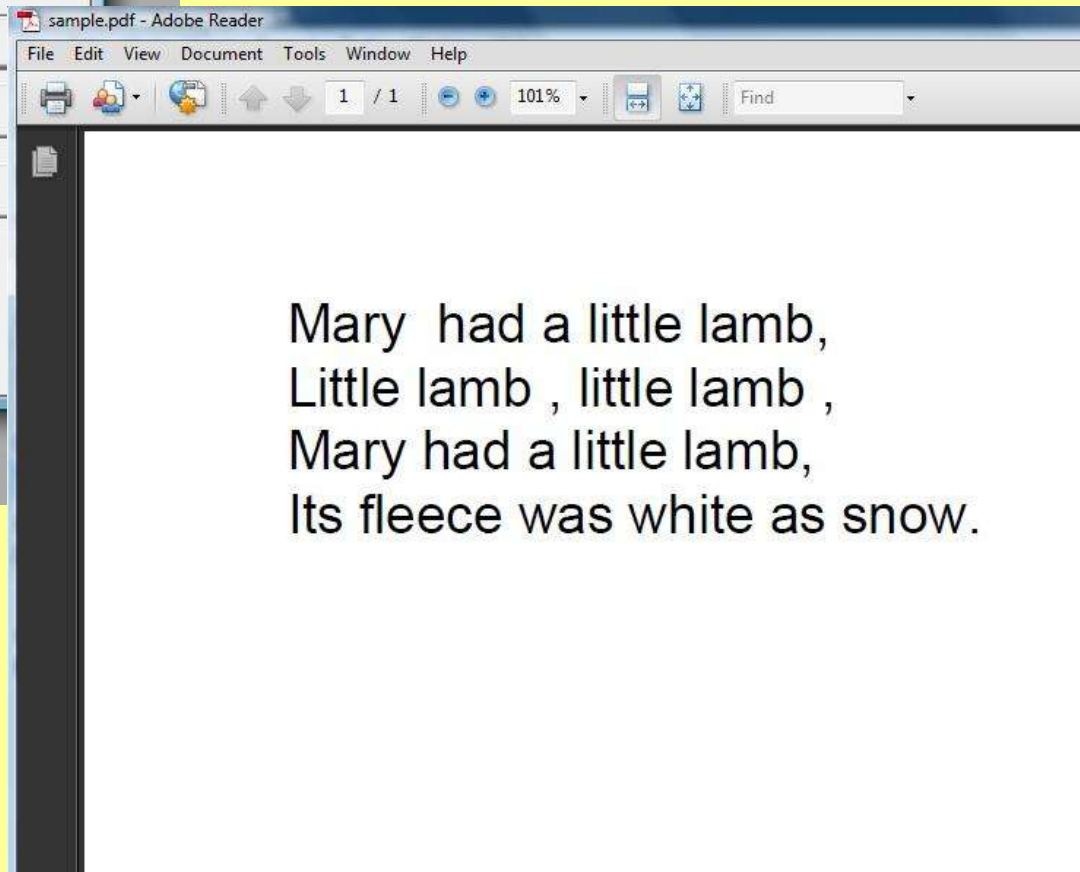 sample.pdf - Adobe Reader
File Edit View Document Tools Window Help
1 / 1 101% Find
Mary  had a little lamb,
Little lamb , little lamb ,
Mary had a little lamb,
Its fleece was white as snow.